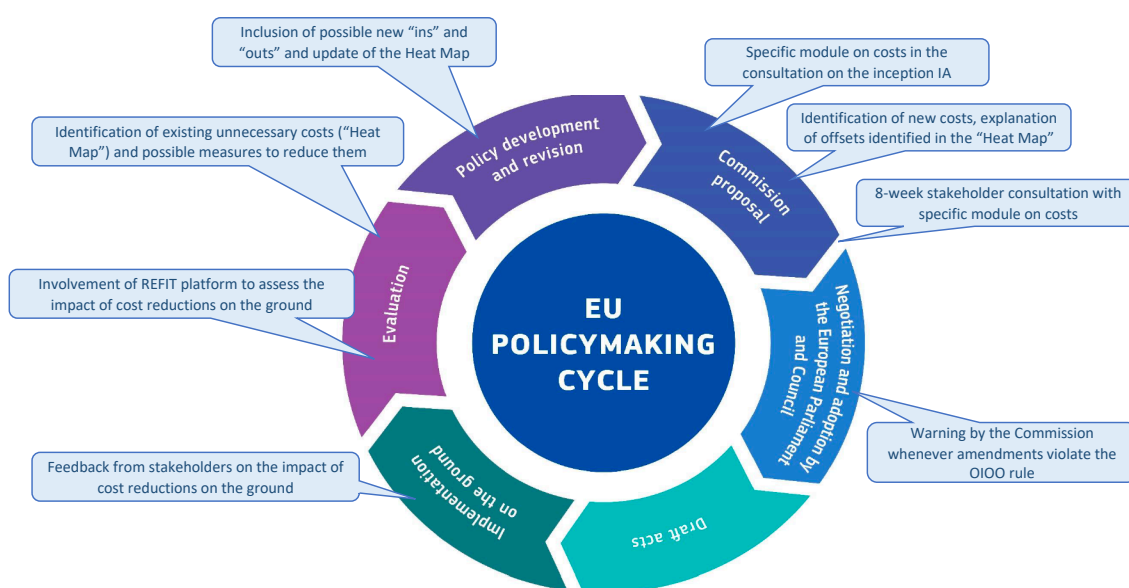 Inclusion of possible new “ins” and
“outs” and update of the Heat Map
Specific module on costs in the
consultation on the inception IA
Identification of existing unnecessary costs (“Heat
Map”) and possible measures to reduce them
Identification of new costs, explanation
of offsets identified in the “Heat Map”
8-week stakeholder consultation with
specific module on costs
Involvement of REFIT platform to assess the
impact of cost reductions on the ground
Warning by the Commission
whenever amendments violate the
OIOO rule
Feedback from stakeholders on the impact of
cost reductions on the ground
Policy development
and revision
Commission
proposal
Negotiation and adoption by
the European Parliament
and Council
Draft acts
Implementation
on the ground
Evaluation
EU
POLICYMAKING
CYCLE